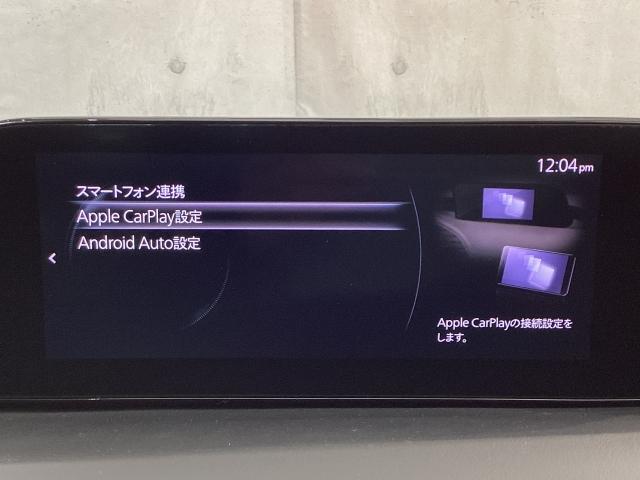 12:04pm
スマートフォン連携
Apple CarPlay設定
Android Auto設定
Apple CarPlayの接続設定を
します。